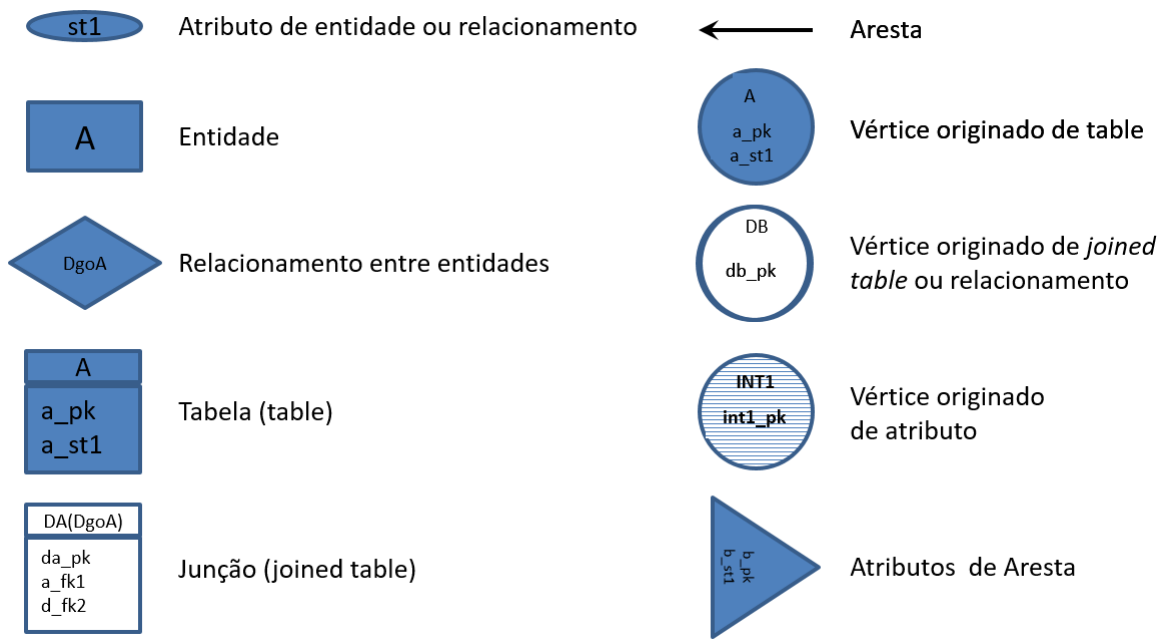 st1
Atributo de entidade ou relacionamento
A
Entidade
DgoA
Relacionamento entre entidades
A
a_pk
a_st1
Tabela (table)
DA(DgoA)
da_pk
a_fk1
d_fk2
Junção (joined table)
Aresta
A
a_pk
a_st1
Vértice originado de table
DB
db_pk
Vértice originado de joined
table ou relacionamento
INT1
int1_pk
Vértice originado
de atributo
b_pk
b_st1
Atributos de Aresta